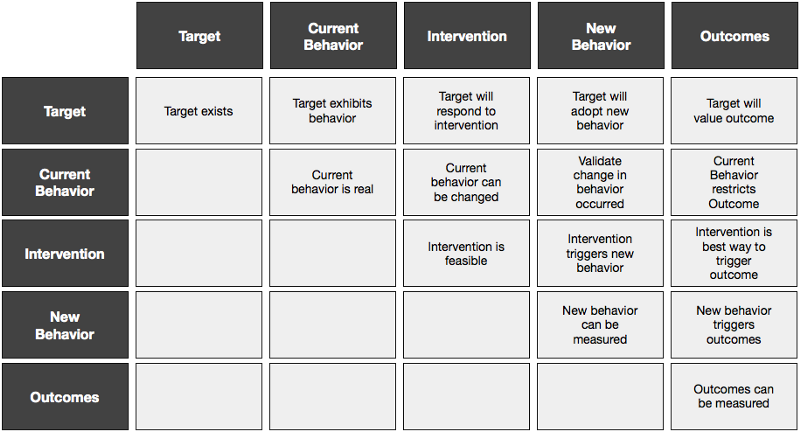 Target
Current
Behavior
Intervention
New
Behavior
Outcomes
Target
Target exists
Target exhibits
behavior
Target will
respond to
intervention
Target will
adopt new
behavior
Target will
value outcome
Current
Behavior
Current
behavior is real
Current
behavior can
be changed
Validate
change in
behavior
occurred
Current
Behavior
restricts
Outcome
Intervention
Intervention is
feasible
Intervention
triggers new
behavior
Intervention is
best way to
trigger
outcome
New
Behavior
New behavior
can be
measured
New behavior
triggers
outcomes
Outcomes
Outcomes can
be measured